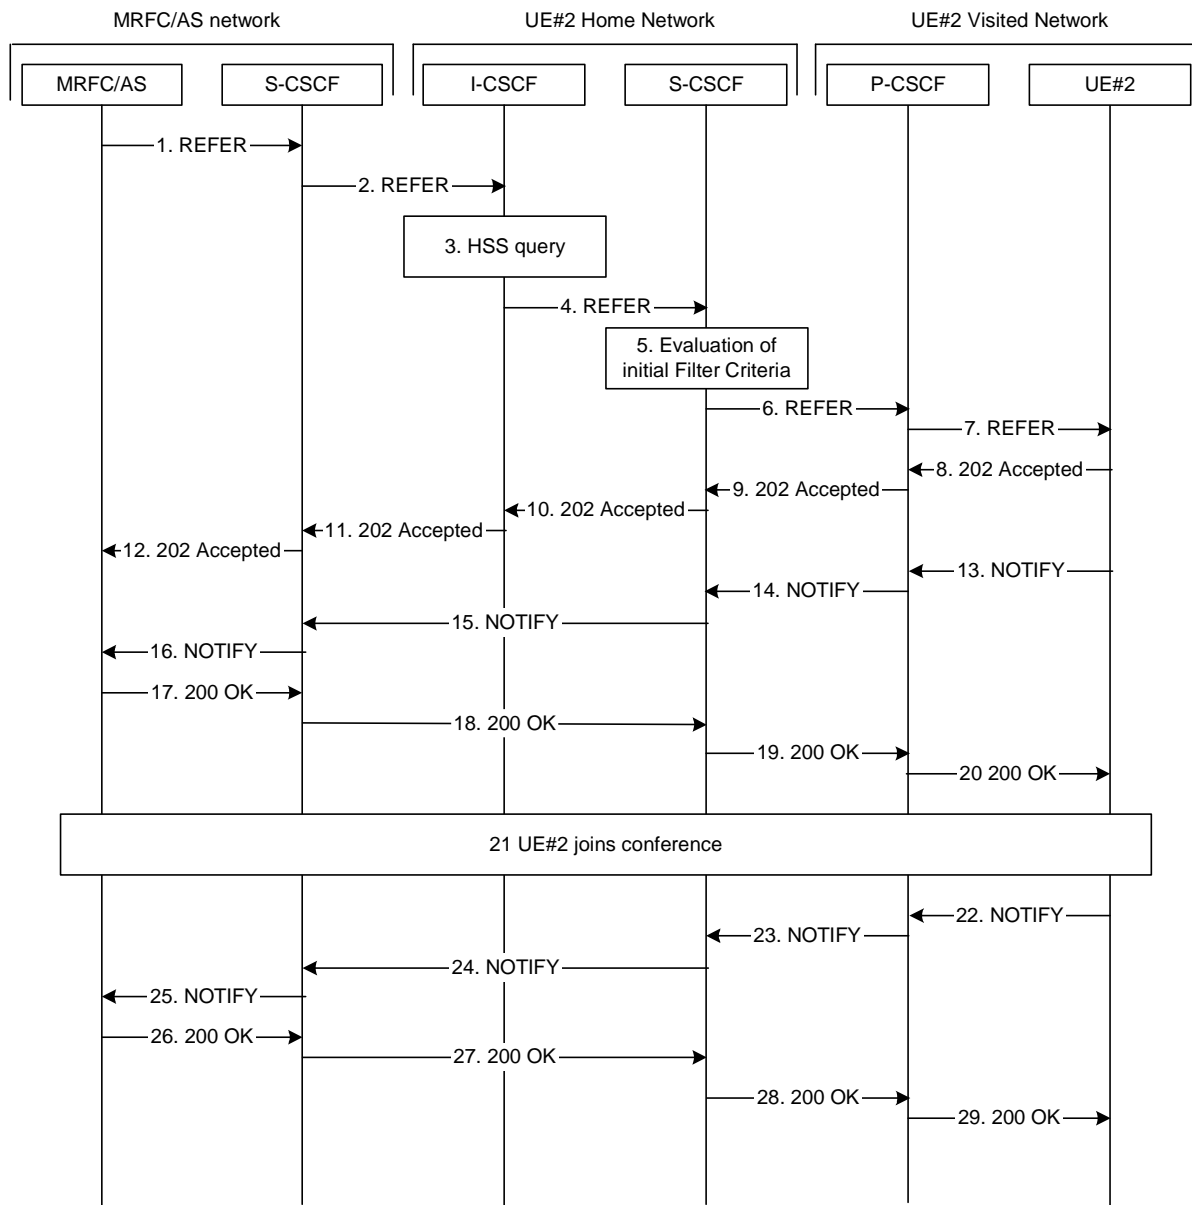 MRFC/AS network
UE#2 Home Network
UE#2 Visited Network
MRFC/AS
S-CSCF
I-CSCF
S-CSCF
P-CSCF
UE#2
1. REFER
2. REFER
3. HSS query
4. REFER
5. Evaluation of
initial Filter Criteria
6. REFER
7. REFER
8. 202 Accepted
9. 202 Accepted
10. 202 Accepted
11. 202 Accepted
12. 202 Accepted
13. NOTIFY
14. NOTIFY
15. NOTIFY
16. NOTIFY
17. 200 OK
18. 200 OK
19. 200 OK
20 200 OK
21 UE#2 joins conference
22. NOTIFY
23. NOTIFY
24. NOTIFY
25. NOTIFY
26. 200 OK
27. 200 OK
28. 200 OK
29. 200 OK